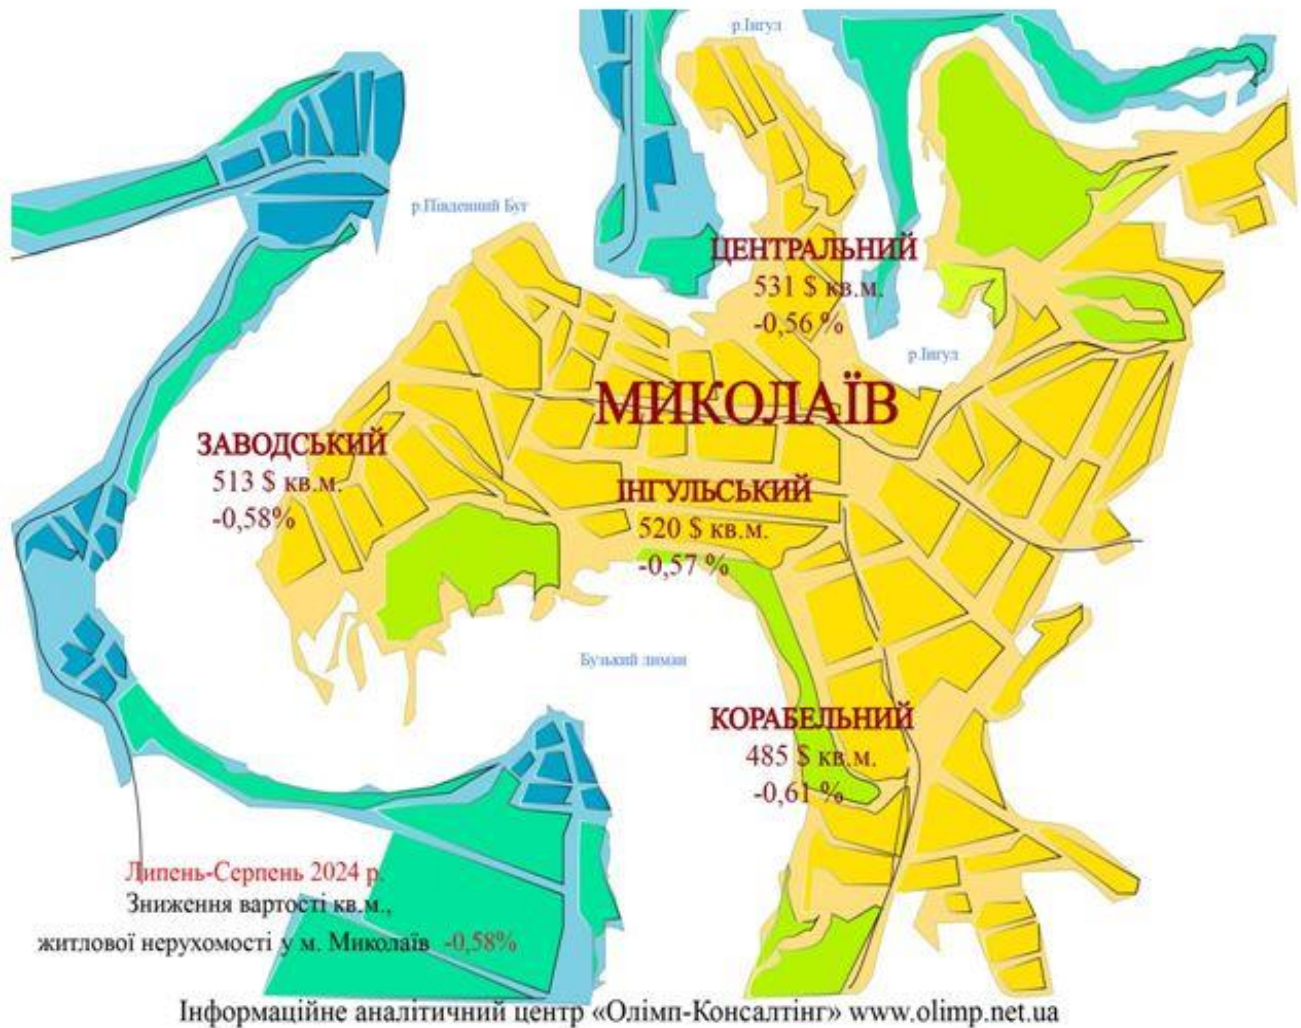 р.Інгул
р.Південний Буг
ЦЕНТРАЛЬНИЙ
531 $ кв.м.
-0,56 %
р.Інгул
МИКОЛАЇВ
ЗАВОДСЬКИЙ
513 $ кв.м.
-0,58%
ІНГУЛЬСЬКИЙ
520 $ кв.м.
-0,57 %
Бузький лиман
КОРАБЕЛЬНИЙ
485 $ кв.м.
-0,61 %
Липень-Серпень 2024 р.
Зниження вартості кв.м.,
житлової нерухомості у м. Миколаїв -0,58%
Інформаційне аналітичний центр «Олімп-Консалтінг» www.olimp.net.ua